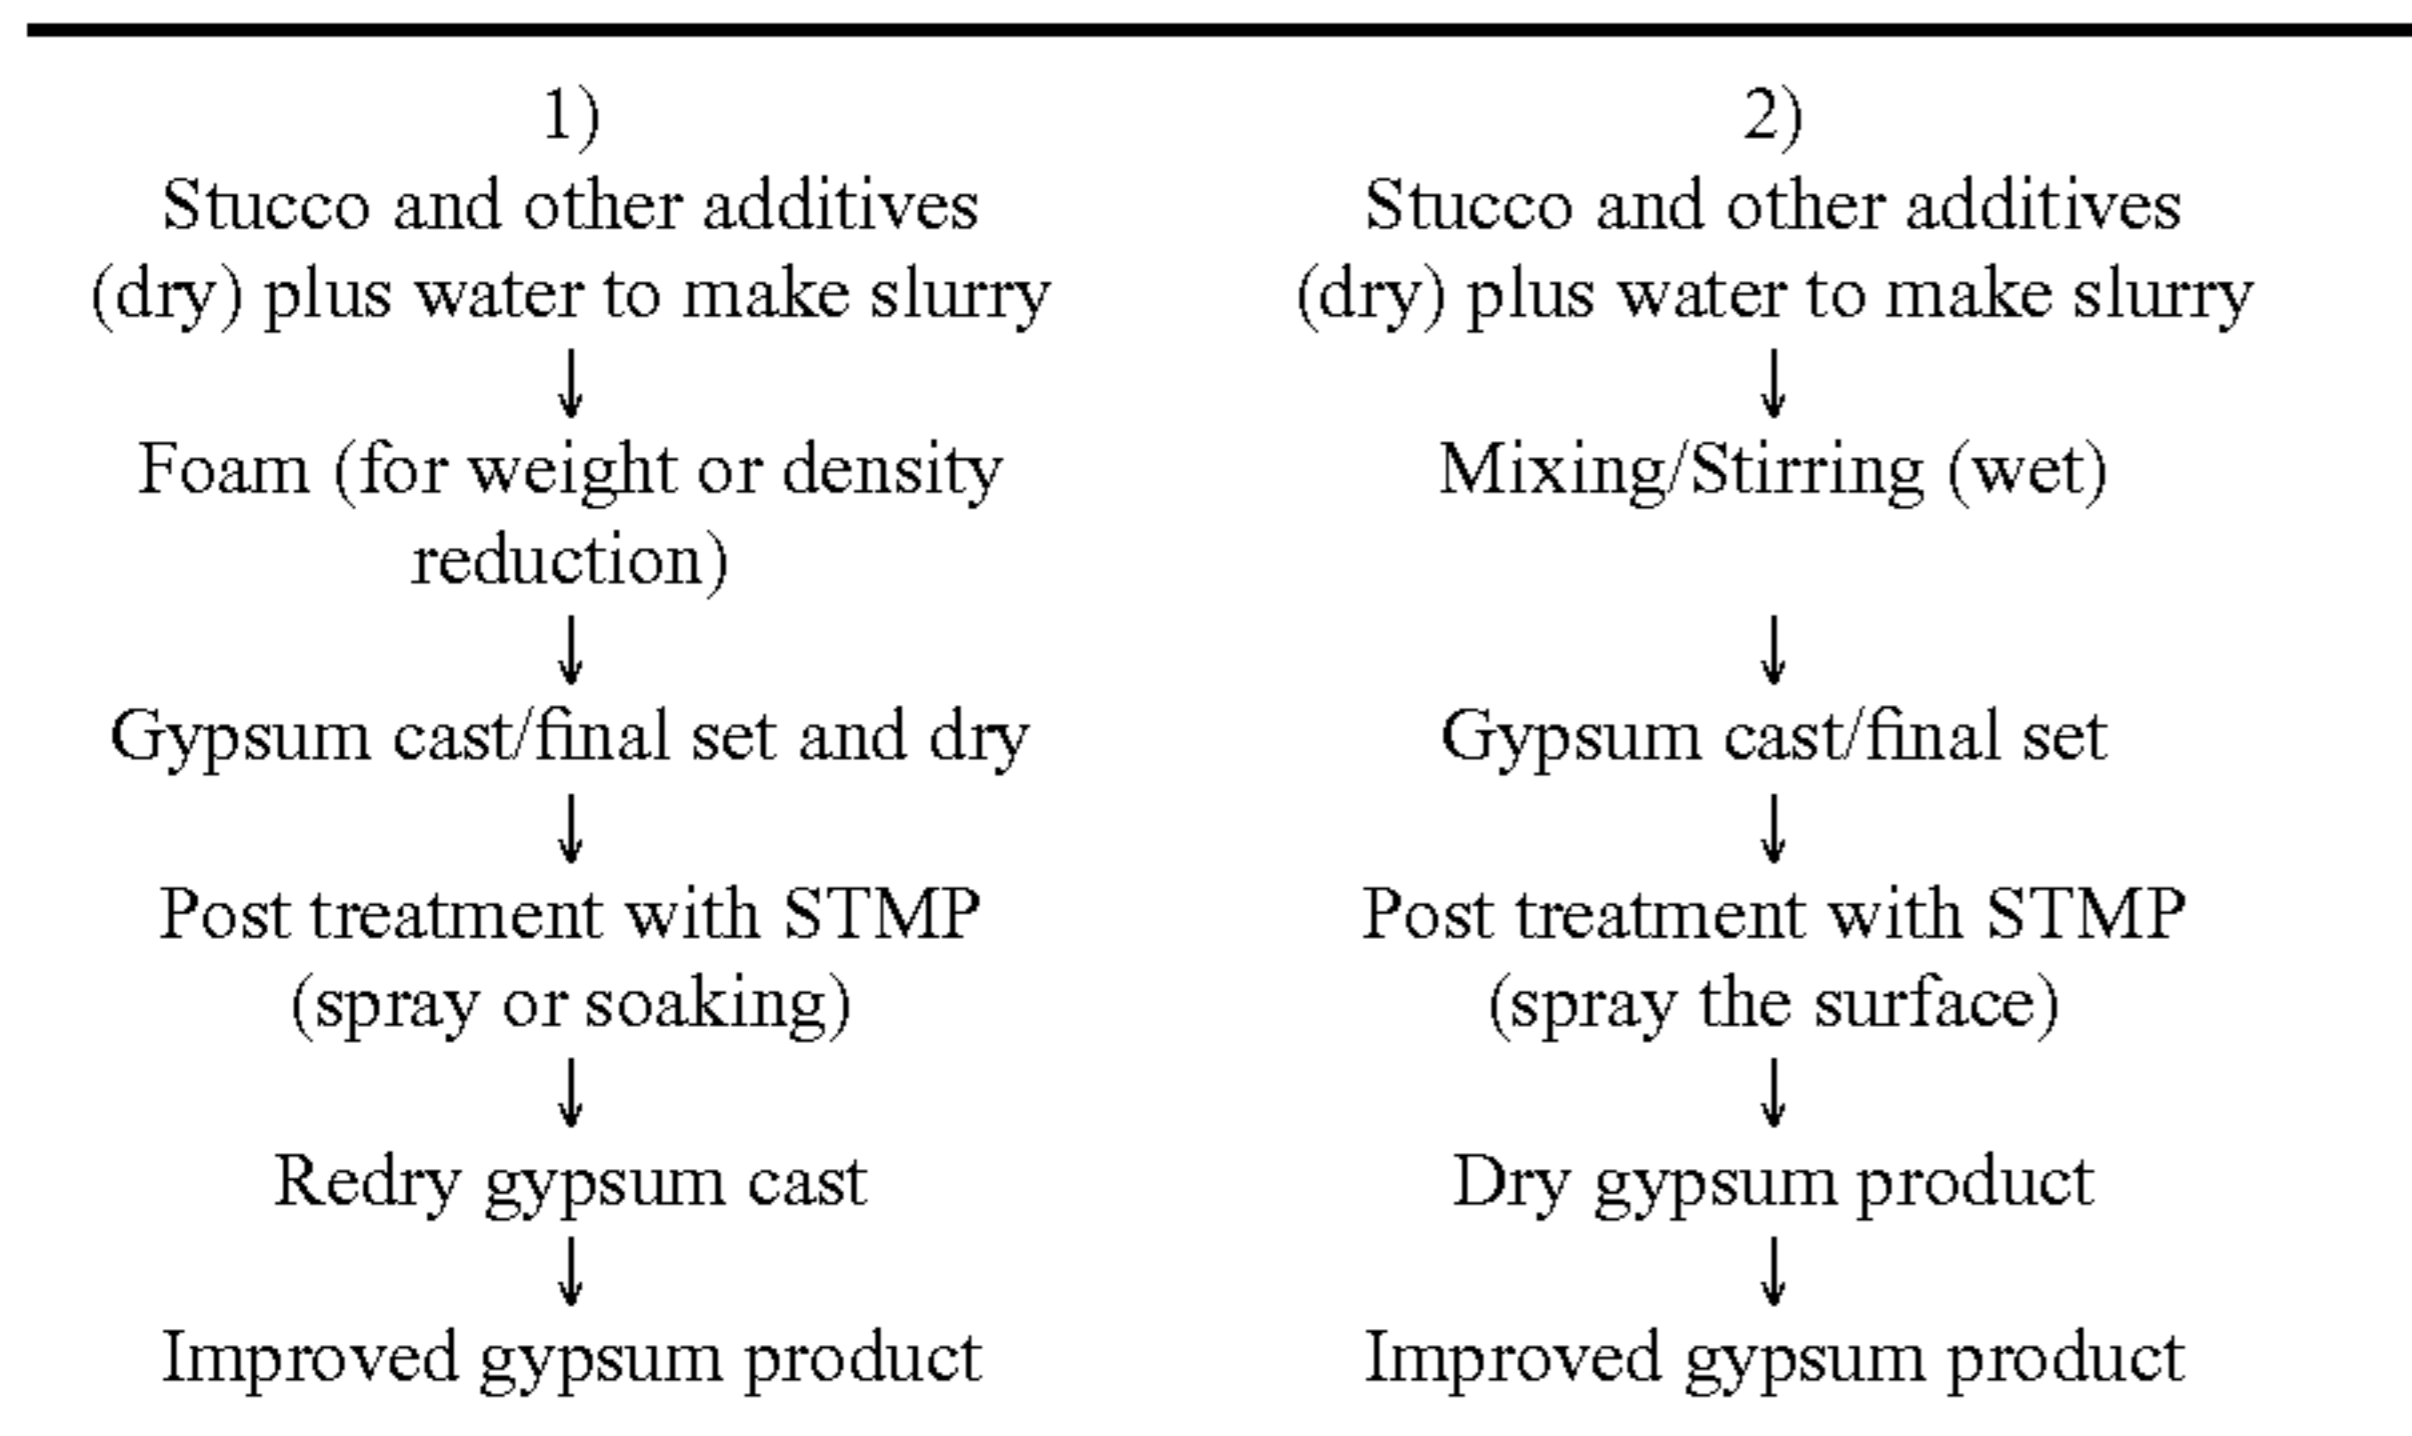 1)
Stucco and other additives
(dry) plus water to make slurry
↓
Foam (for weight or density
reduction)
↓
Gypsum cast/final set and dry
↓
Post treatment with STMP
(spray or soaking)
↓
Redry gypsum cast
↓
Improved gypsum product
2)
Stucco and other additives
(dry) plus water to make slurry
↓
Mixing/Stirring (wet)
↓
Gypsum cast/final set
↓
Post treatment with STMP
(spray the surface)
↓
Dry gypsum product
↓
Improved gypsum product